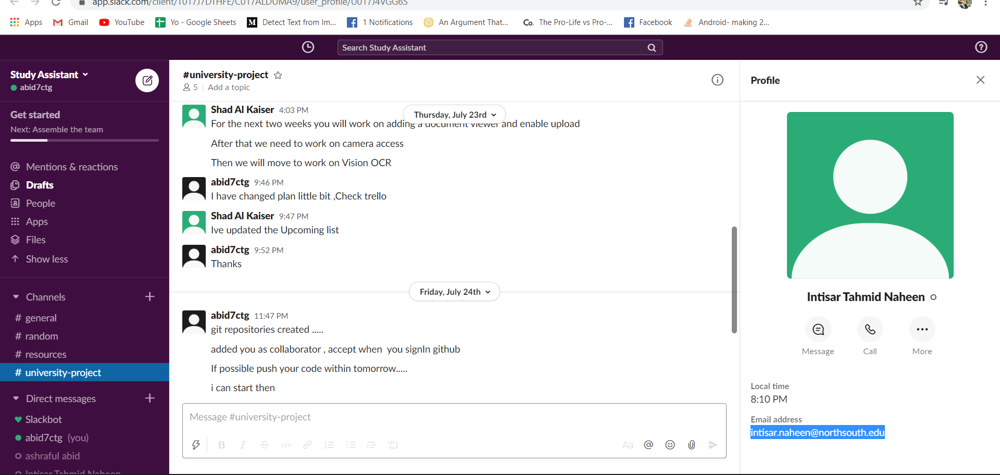 app.slack.com/client/T017J7DTHFE/C017ALDUMA9/user_profile/U017J4VGG6S
Apps Gmail YouTube Yo - Google Sheets Detect Text from Im... 1 Notifications An Argument That... Co. The Pro-Life vs Pro-... Facebook Android- making 2...
Search Study Assistant
Study Assistant
abid7ctg
Get started
Next: Assemble the team
Mentions & reactions
Drafts
People
Apps
Files
Show less
Channels
# general
# random
# resources
# university-project
Direct messages
Slackbot
abid7ctg (you)
ashraful abid
Intisar Tahmid Naheen
#university-project
5 Add a topic
Thursday, July 23rd
Shad Al Kaiser 4:03 PM
For the next two weeks you will work on adding a document viewer and enable upload
After that we need to work on camera access
Then we will move to work on Vision OCR
abid7ctg 9:46 PM
I have changed plan little bit ,Check trello
Shad Al Kaiser 9:47 PM
Ive updated the Upcoming list
abid7ctg 9:52 PM
Thanks
Friday, July 24th
abid7ctg 11:47 PM
git repositories created .....
added you as collaborator , accept when  you signIn github
If possible push your code within tomorrow.....
i can start then
Message #university-project
B I S </> Aa @
Profile
Intisar Tahmid Naheen
Message Call More
Local time
8:10 PM
Email address
intisar.naheen@northsouth.edu